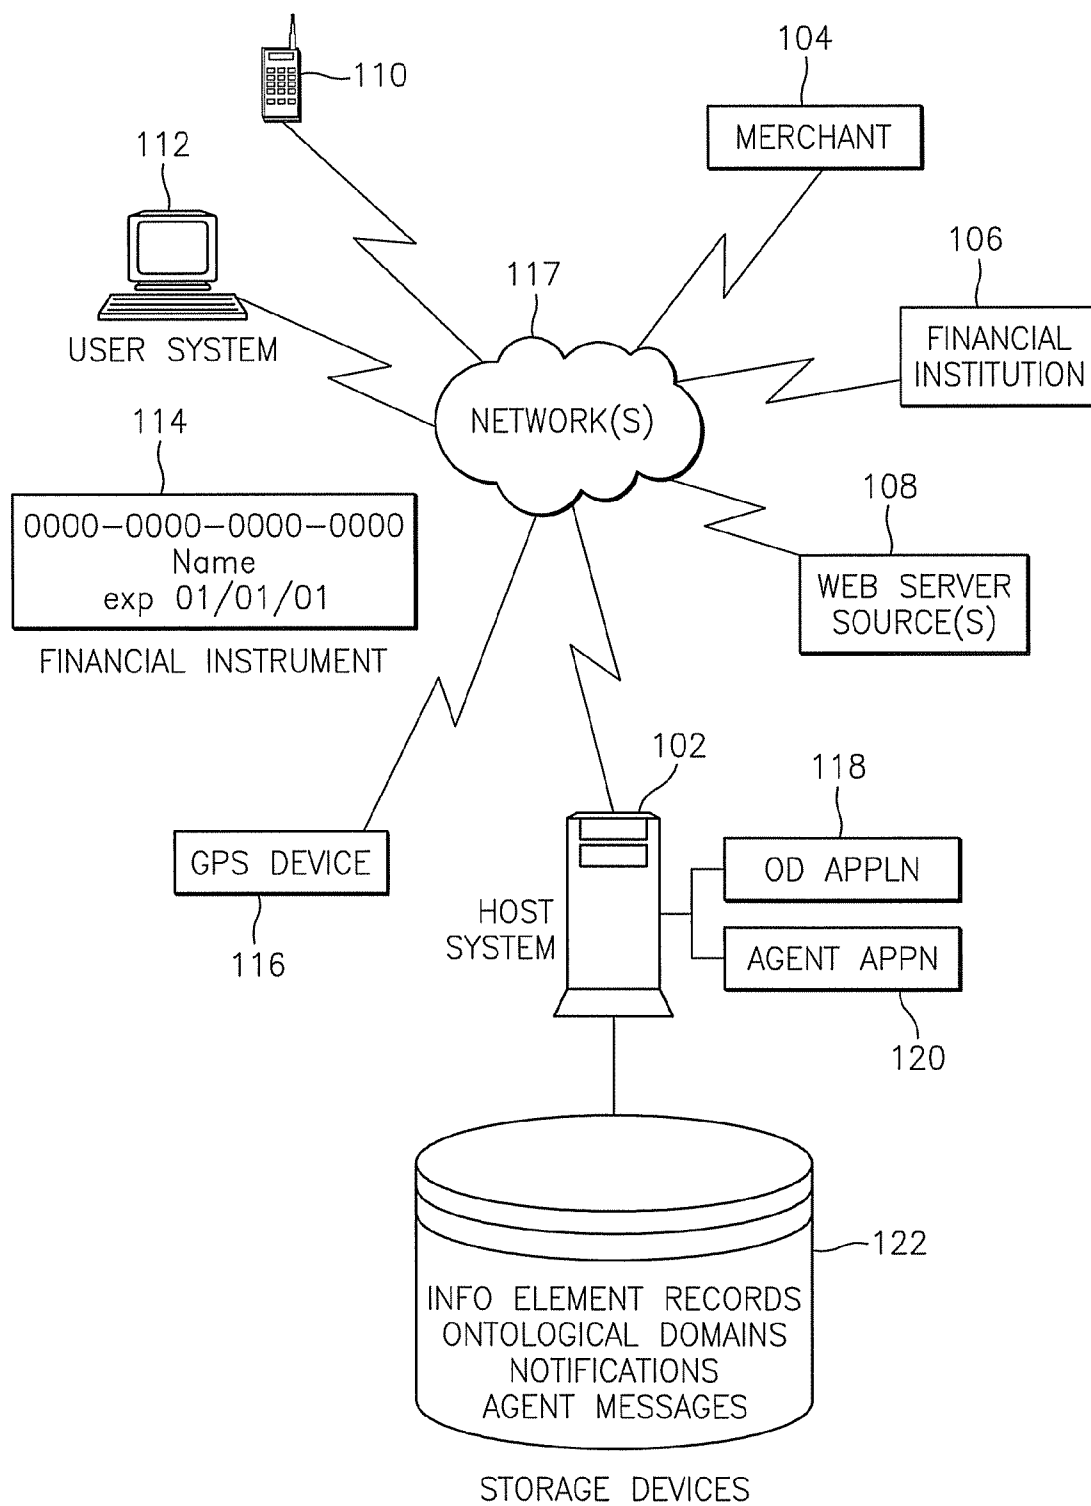 110
104
MERCHANT
112
USER SYSTEM
117
NETWORK(S)
106
FINANCIAL
INSTITUTION
114
0000-0000-0000-0000
Name
exp 01/01/01
FINANCIAL INSTRUMENT
108
WEB SERVER
SOURCE(S)
GPS DEVICE
116
102
HOST
SYSTEM
118
OD APPLN
AGENT APPN
120
122
INFO ELEMENT RECORDS
ONTOLOGICAL DOMAINS
NOTIFICATIONS
AGENT MESSAGES
STORAGE DEVICES